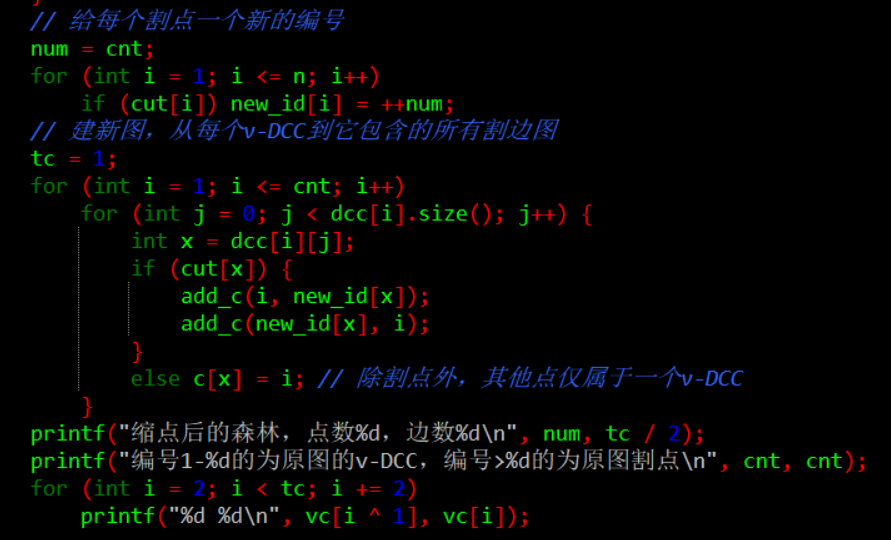 }
// 给每个割点一个新的编号
num = cnt;
for (int i = 1; i <= n; i++)
    if (cut[i]) new_id[i] = ++num;
// 建新图，从每个v-DCC到它包含的所有割边图
tc = 1;
for (int i = 1; i <= cnt; i++)
    for (int j = 0; j < dcc[i].size(); j++) {
        int x = dcc[i][j];
        if (cut[x]) {
            add_c(i, new_id[x]);
            add_c(new_id[x], i);
        }
        else c[x] = i; // 除割点外，其他点仅属于一个v-DCC
    }
printf("缩点后的森林，点数%d，边数%d\n", num, tc / 2);
printf("编号1-%d的为原图的v-DCC，编号>%d的为原图割点\n", cnt, cnt);
for (int i = 2; i < tc; i += 2)
    printf("%d %d\n", vc[i ^ 1], vc[i]);